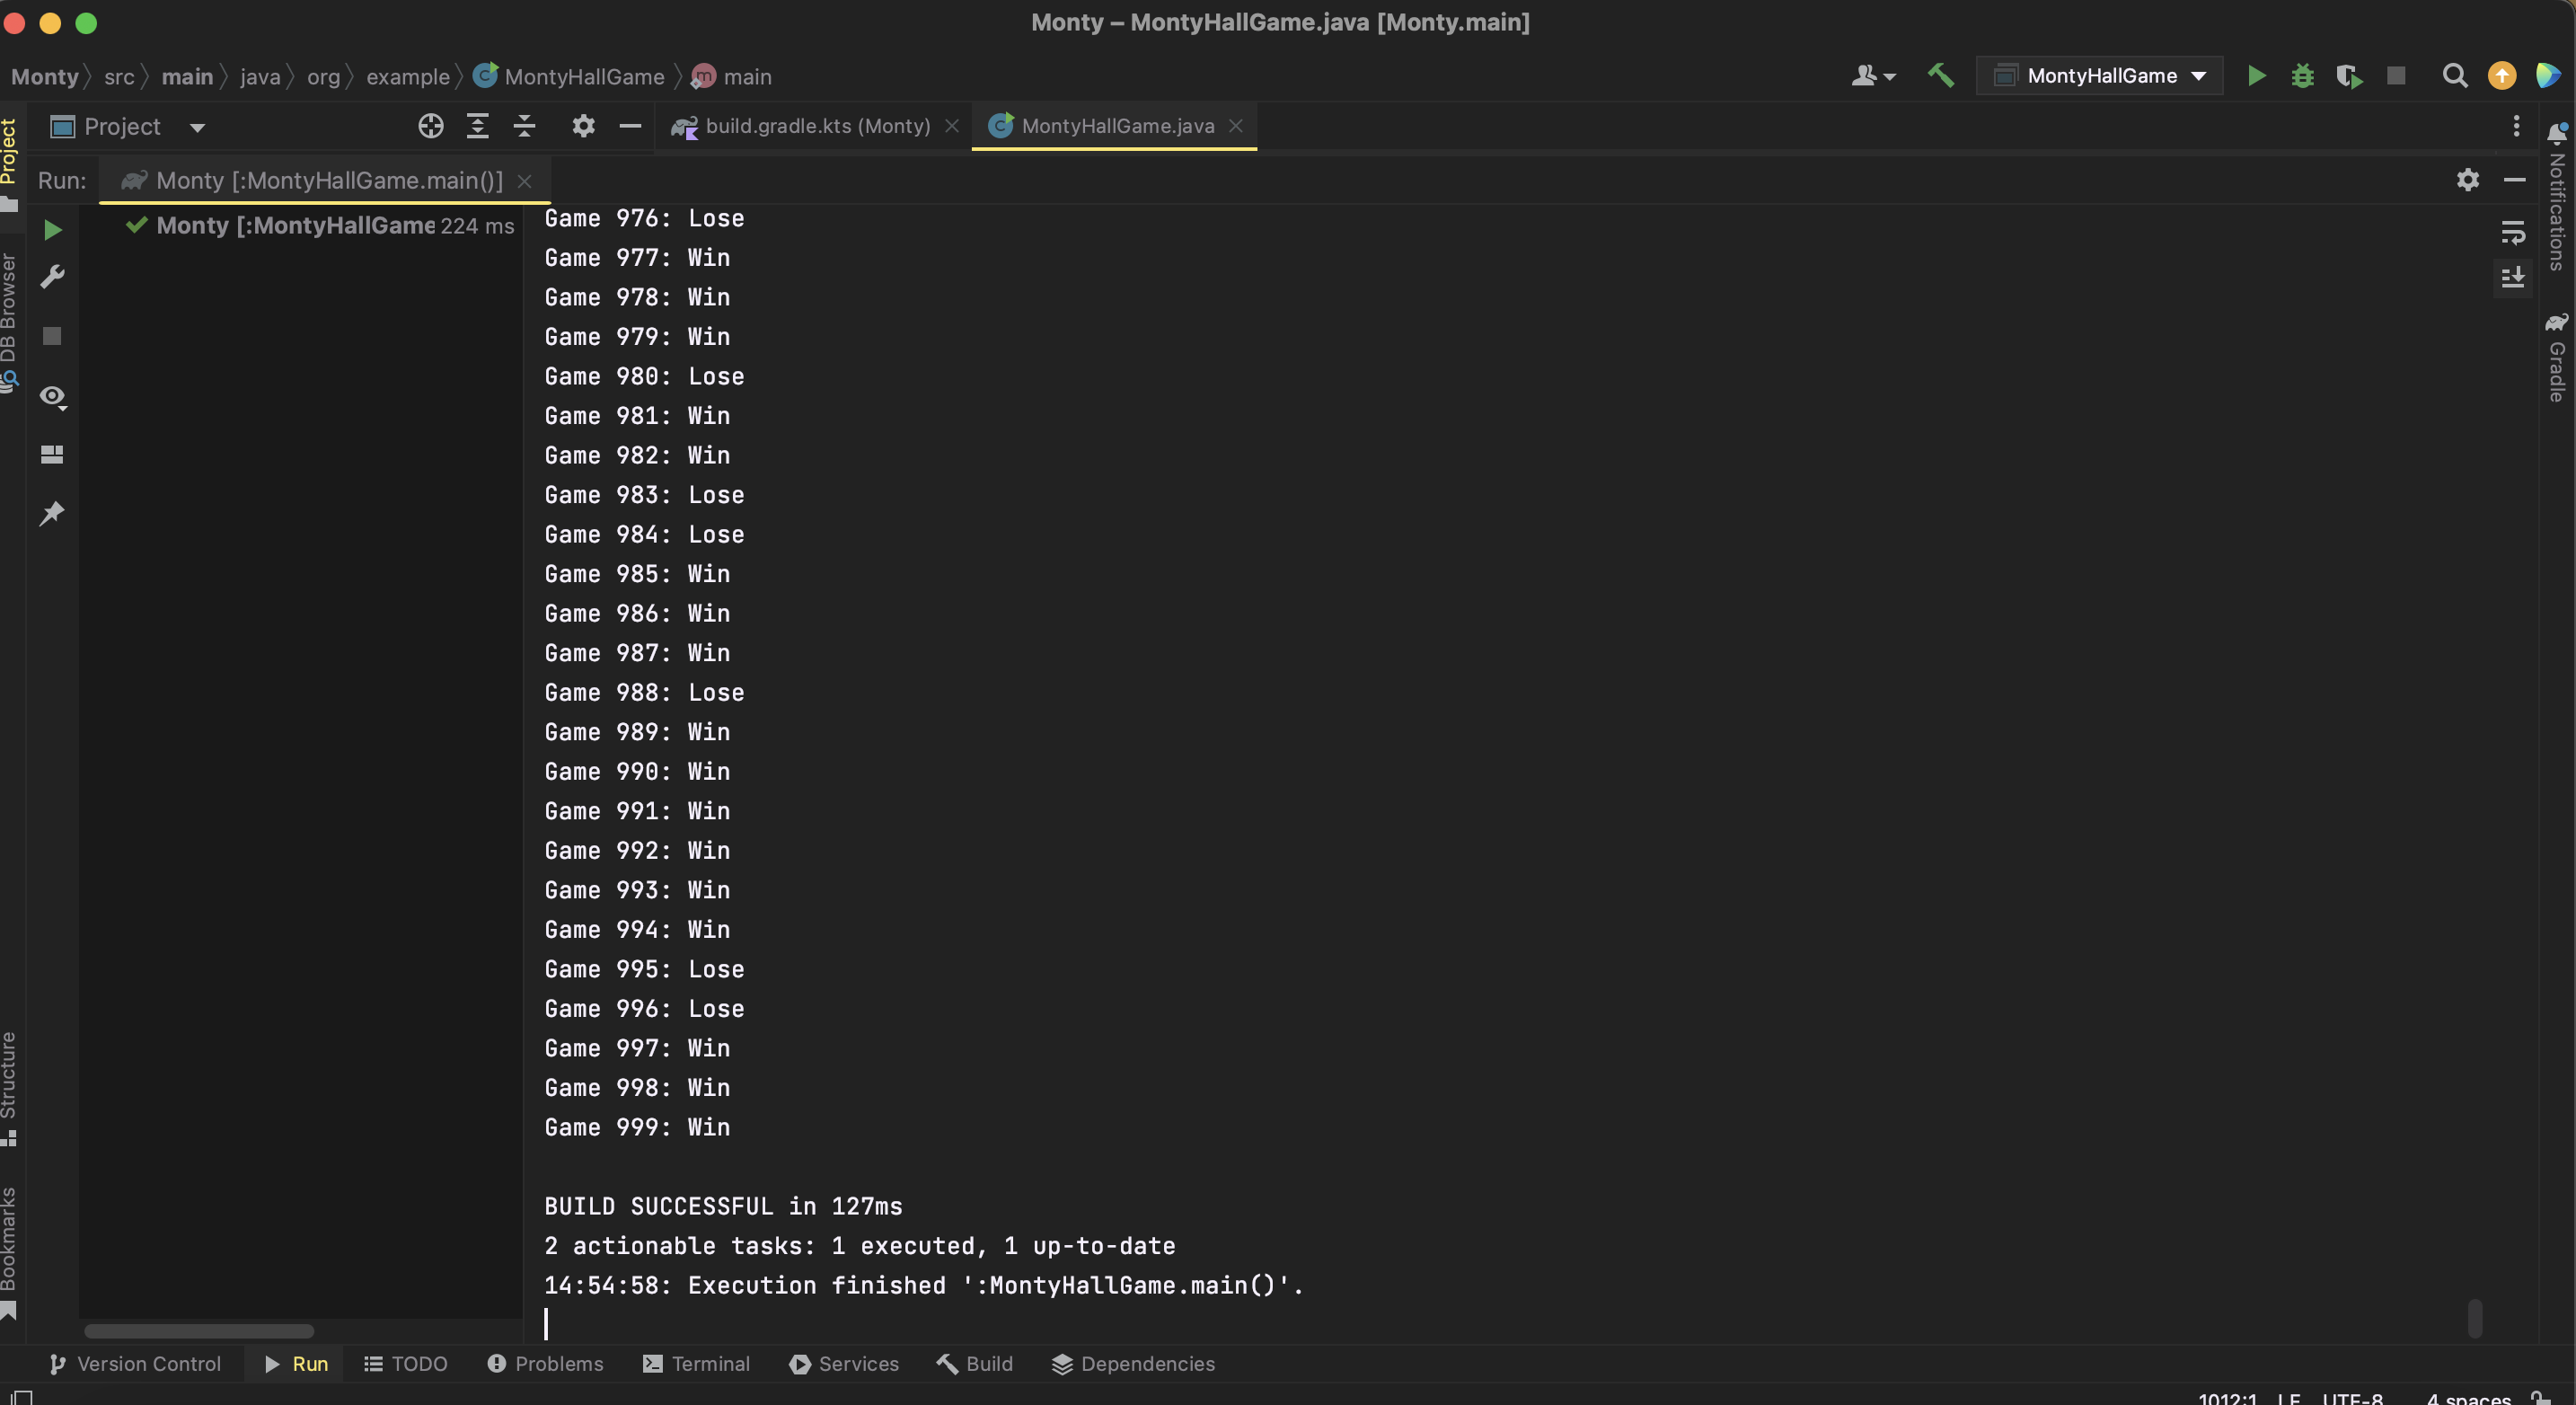 Monty – MontyHallGame.java [Monty.main]
Monty src main java org example MontyHallGame main
MontyHallGame
Project
build.gradle.kts (Monty)
MontyHallGame.java
Run: Monty [:MontyHallGame.main()]
Monty [:MontyHallGame 224 ms
Game 976: Lose
Game 977: Win
Game 978: Win
Game 979: Win
Game 980: Lose
Game 981: Win
Game 982: Win
Game 983: Lose
Game 984: Lose
Game 985: Win
Game 986: Win
Game 987: Win
Game 988: Lose
Game 989: Win
Game 990: Win
Game 991: Win
Game 992: Win
Game 993: Win
Game 994: Win
Game 995: Lose
Game 996: Lose
Game 997: Win
Game 998: Win
Game 999: Win
BUILD SUCCESSFUL in 127ms
2 actionable tasks: 1 executed, 1 up-to-date
14:54:58: Execution finished ':MontyHallGame.main()'.
Project
DB Browser
Structure
Bookmarks
Notifications
Gradle
Version Control Run TODO Problems Terminal Services Build Dependencies
1012:1 LF UTF-8 4 spaces